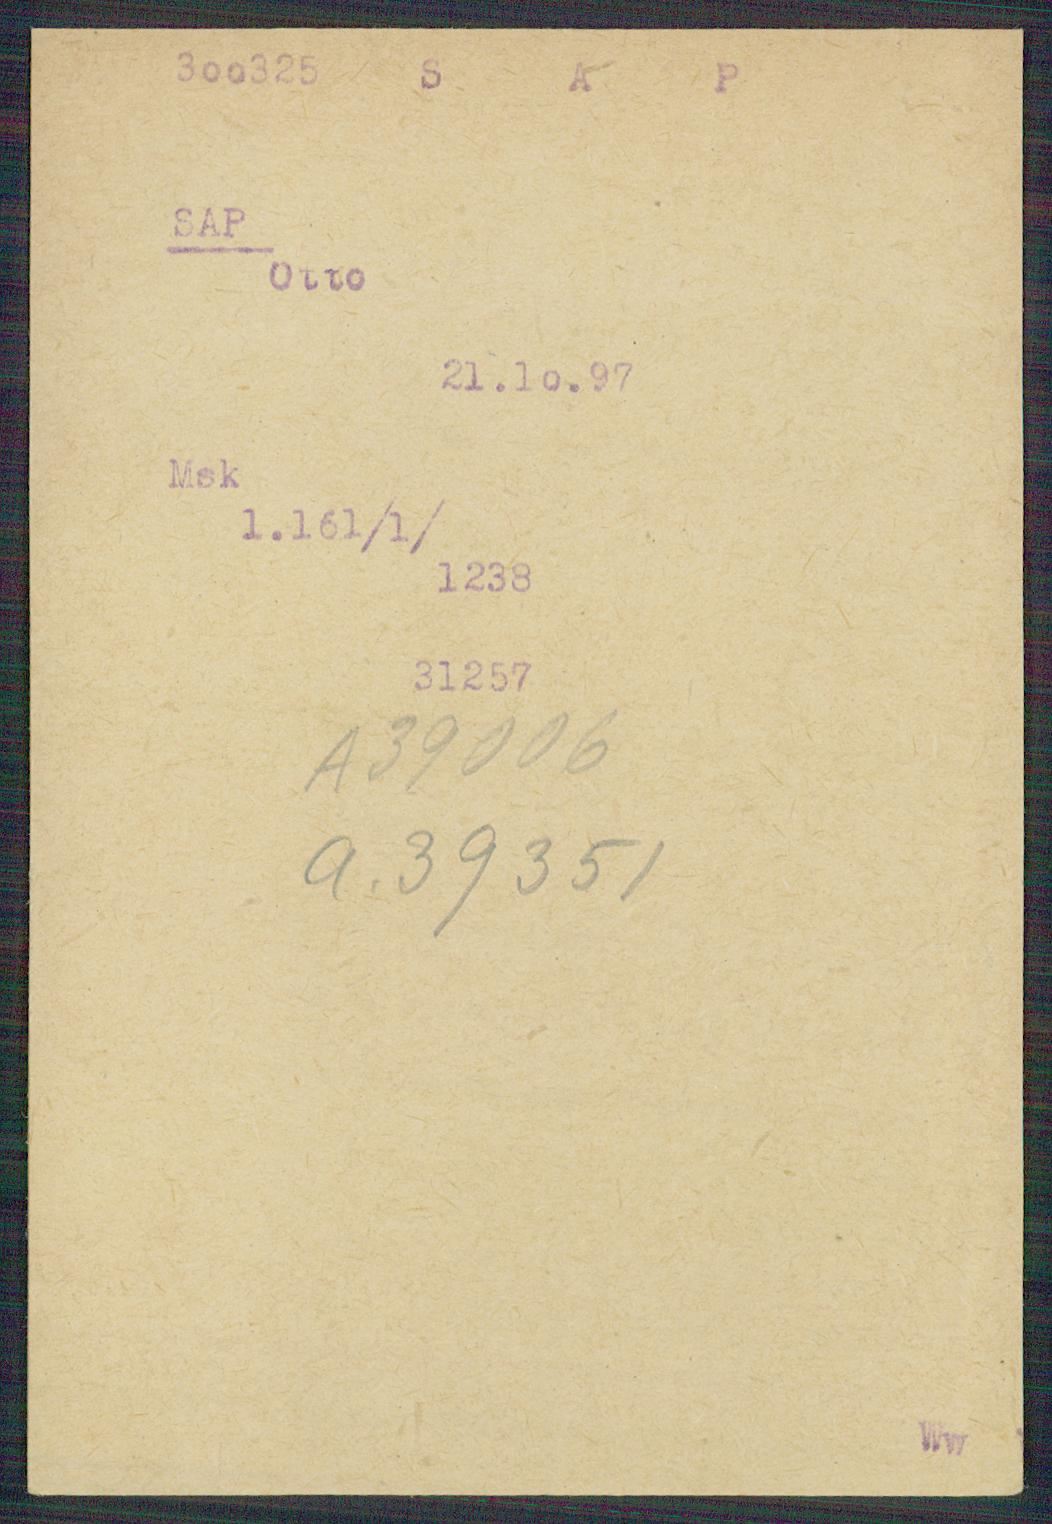 3oo325 S A P
SAP
Otto
21.1o.97
Msk
1.161/1/
1238
31257
A39006
a.39351
Ww